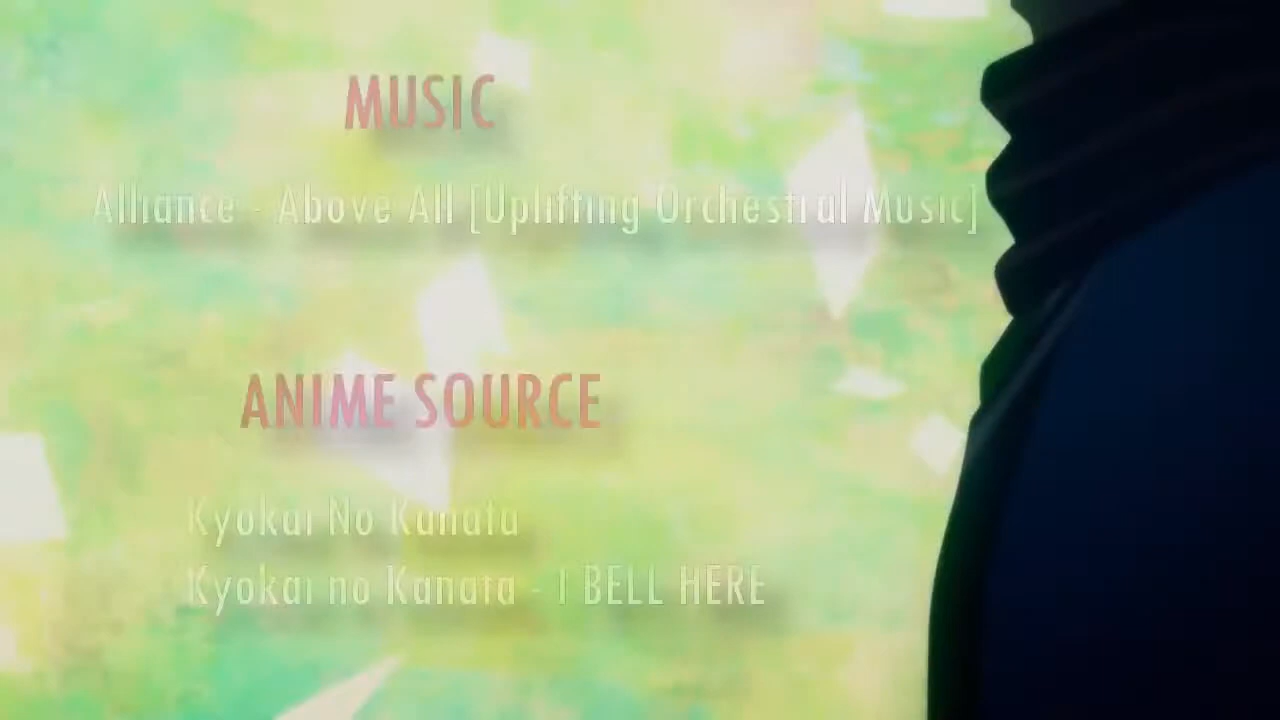 MUSIC
Alliance - Above All [Uplifting Orchestral Music]
ANIME SOURCE
Kyokai No Kanata
Kyokai no Kanata - I BELL HERE